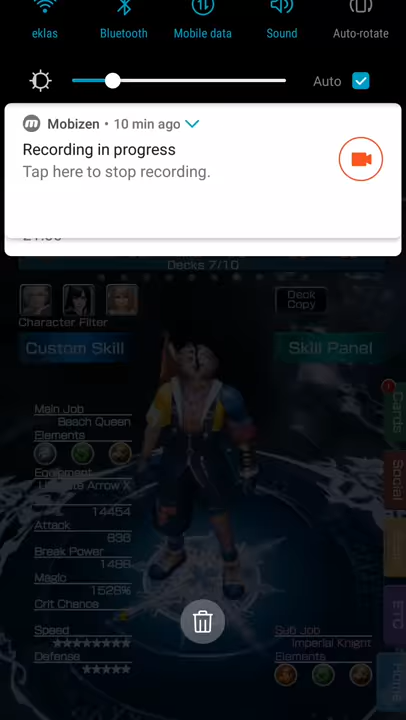 eklas Bluetooth Mobile data Sound Auto-rotate
Auto
Mobizen • 10 min ago
Recording in progress
Tap here to stop recording.
Decks 7/10
Deck
Copy
Character Filter
Custom Skill
Skill Panel
Main Job
Beach Queen
Elements
Equipment
Ultimate Arrow X
14454
Attack
838
Break Power
1488
Magic
1528%
Crit Chance
Speed
★★★★★★★★
Defense
★★★★★
Sub Job
Imperial Knight
Elements
Cards
Social
ETC
Home